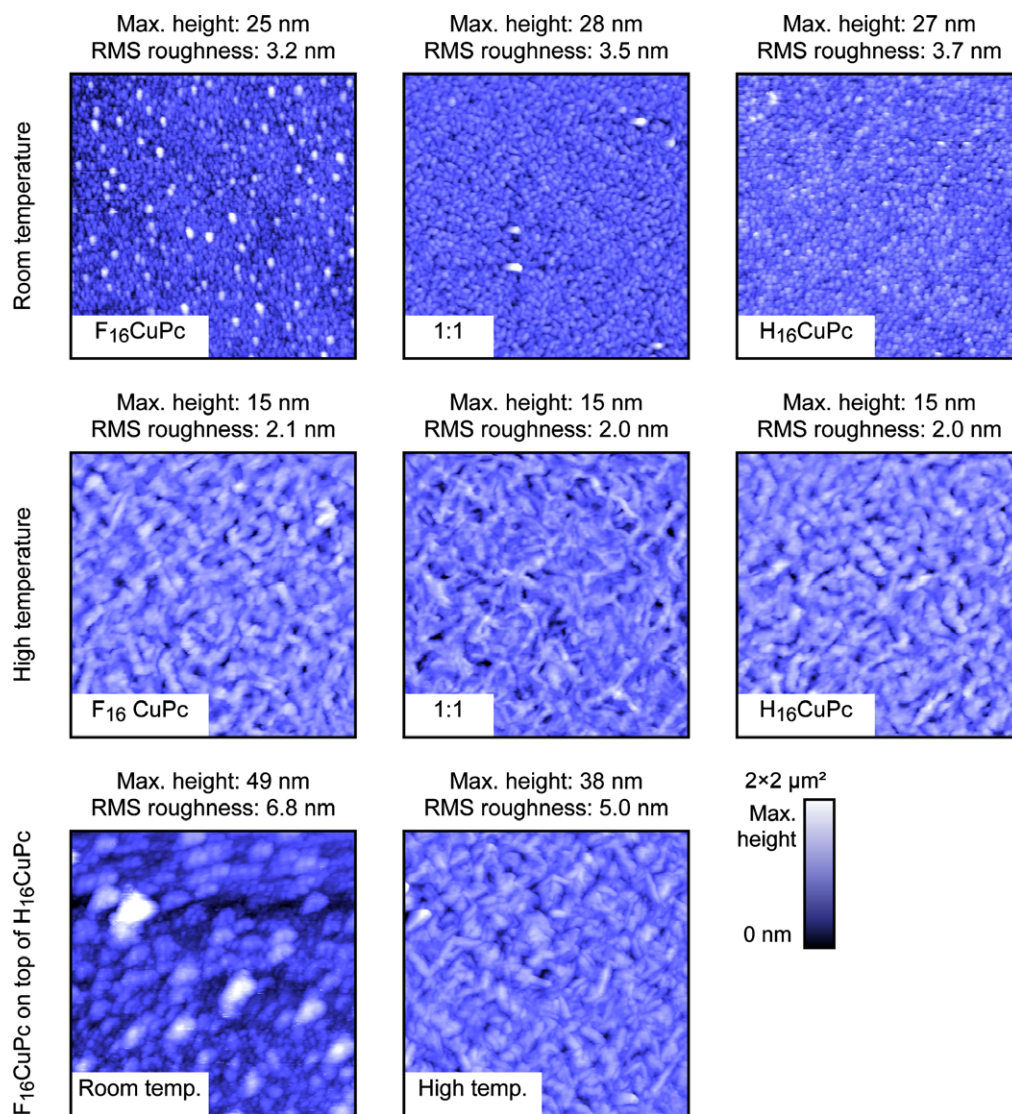 Max. height: 25 nm
RMS roughness: 3.2 nm
Max. height: 28 nm
RMS roughness: 3.5 nm
Max. height: 27 nm
RMS roughness: 3.7 nm
Room temperature
F₁₆CuPc
1:1
H₁₆CuPc
Max. height: 15 nm
RMS roughness: 2.1 nm
Max. height: 15 nm
RMS roughness: 2.0 nm
Max. height: 15 nm
RMS roughness: 2.0 nm
High temperature
F₁₆ CuPc
1:1
H₁₆CuPc
Max. height: 49 nm
RMS roughness: 6.8 nm
Max. height: 38 nm
RMS roughness: 5.0 nm
F₁₆CuPc on top of H₁₆CuPc
Room temp.
High temp.
2×2 µm²
Max.
height
0 nm